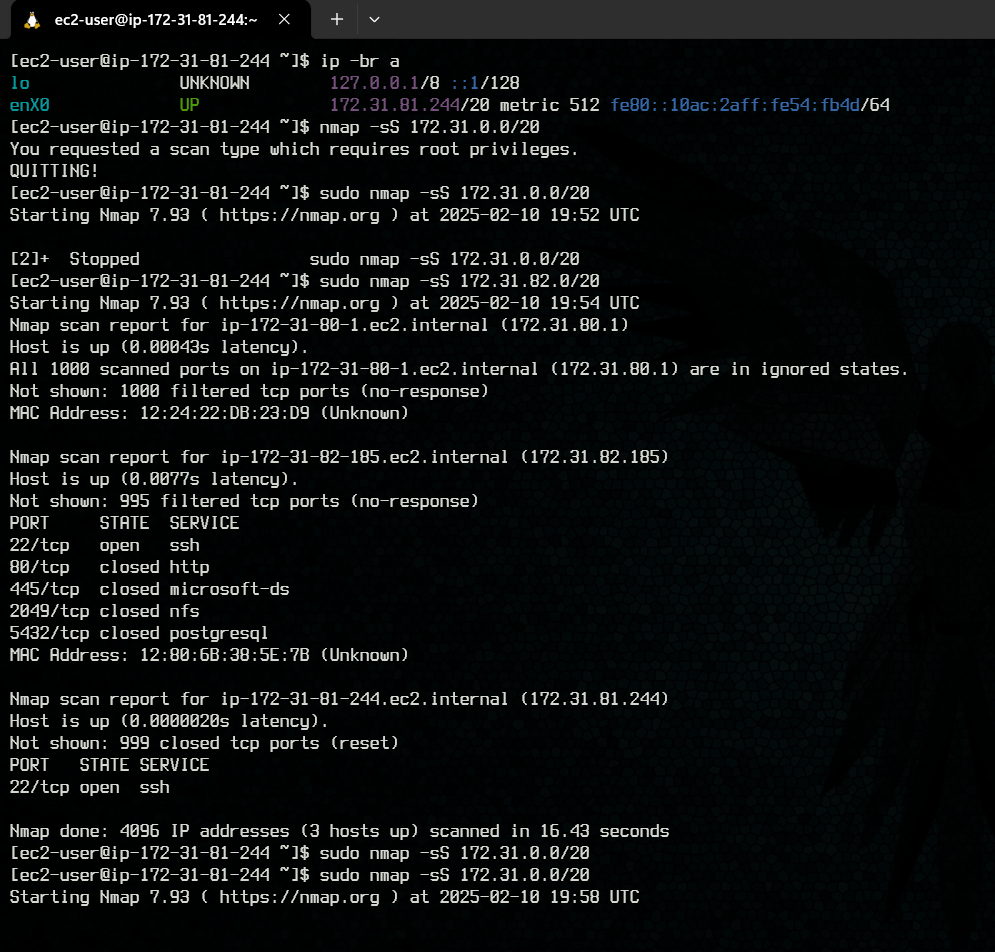 ec2-user@ip-172-31-81-244:~
[ec2-user@ip-172-31-81-244 ~]$ ip -br a
lo UNKNOWN 127.0.0.1/8 ::1/128
enX0 UP 172.31.81.244/20 metric 512 fe80::10ac:2aff:fe54:fb4d/64
[ec2-user@ip-172-31-81-244 ~]$ nmap -sS 172.31.0.0/20
You requested a scan type which requires root privileges.
QUITTING!
[ec2-user@ip-172-31-81-244 ~]$ sudo nmap -sS 172.31.0.0/20
Starting Nmap 7.93 ( https://nmap.org ) at 2025-02-10 19:52 UTC
[2]+ Stopped sudo nmap -sS 172.31.0.0/20
[ec2-user@ip-172-31-81-244 ~]$ sudo nmap -sS 172.31.82.0/20
Starting Nmap 7.93 ( https://nmap.org ) at 2025-02-10 19:54 UTC
Nmap scan report for ip-172-31-80-1.ec2.internal (172.31.80.1)
Host is up (0.00043s latency).
All 1000 scanned ports on ip-172-31-80-1.ec2.internal (172.31.80.1) are in ignored states.
Not shown: 1000 filtered tcp ports (no-response)
MAC Address: 12:24:22:DB:23:D9 (Unknown)
Nmap scan report for ip-172-31-82-185.ec2.internal (172.31.82.185)
Host is up (0.0077s latency).
Not shown: 995 filtered tcp ports (no-response)
PORT STATE SERVICE
22/tcp open ssh
80/tcp closed http
445/tcp closed microsoft-ds
2049/tcp closed nfs
5432/tcp closed postgresql
MAC Address: 12:80:6B:38:5E:7B (Unknown)
Nmap scan report for ip-172-31-81-244.ec2.internal (172.31.81.244)
Host is up (0.0000020s latency).
Not shown: 999 closed tcp ports (reset)
PORT STATE SERVICE
22/tcp open ssh
Nmap done: 4096 IP addresses (3 hosts up) scanned in 16.43 seconds
[ec2-user@ip-172-31-81-244 ~]$ sudo nmap -sS 172.31.0.0/20
[ec2-user@ip-172-31-81-244 ~]$ sudo nmap -sS 172.31.0.0/20
Starting Nmap 7.93 ( https://nmap.org ) at 2025-02-10 19:58 UTC